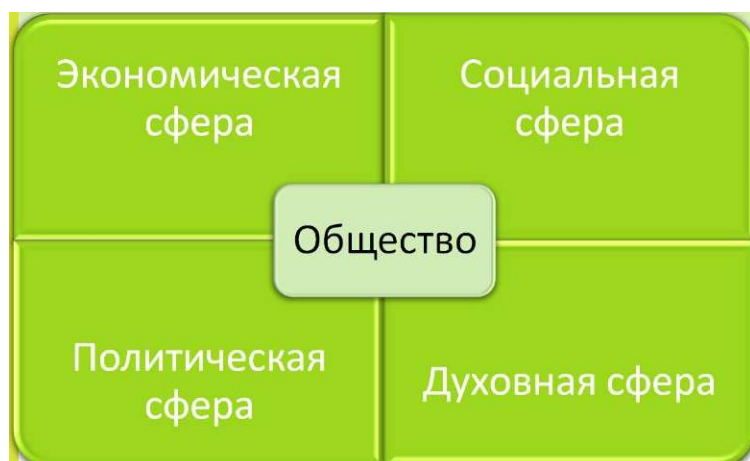 Экономическая
сфера
Социальная
сфера
Общество
Политическая
сфера
Духовная сфера